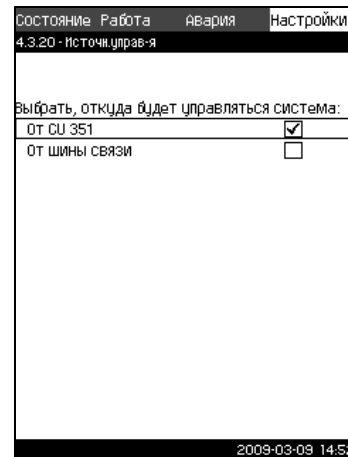 Состояние Работа Авария Настройки
4.3.20 - Источн.управ-я
Выбрать, откуда будет управляться система:
От CU 351
От шины связи
2009-03-09 14:52